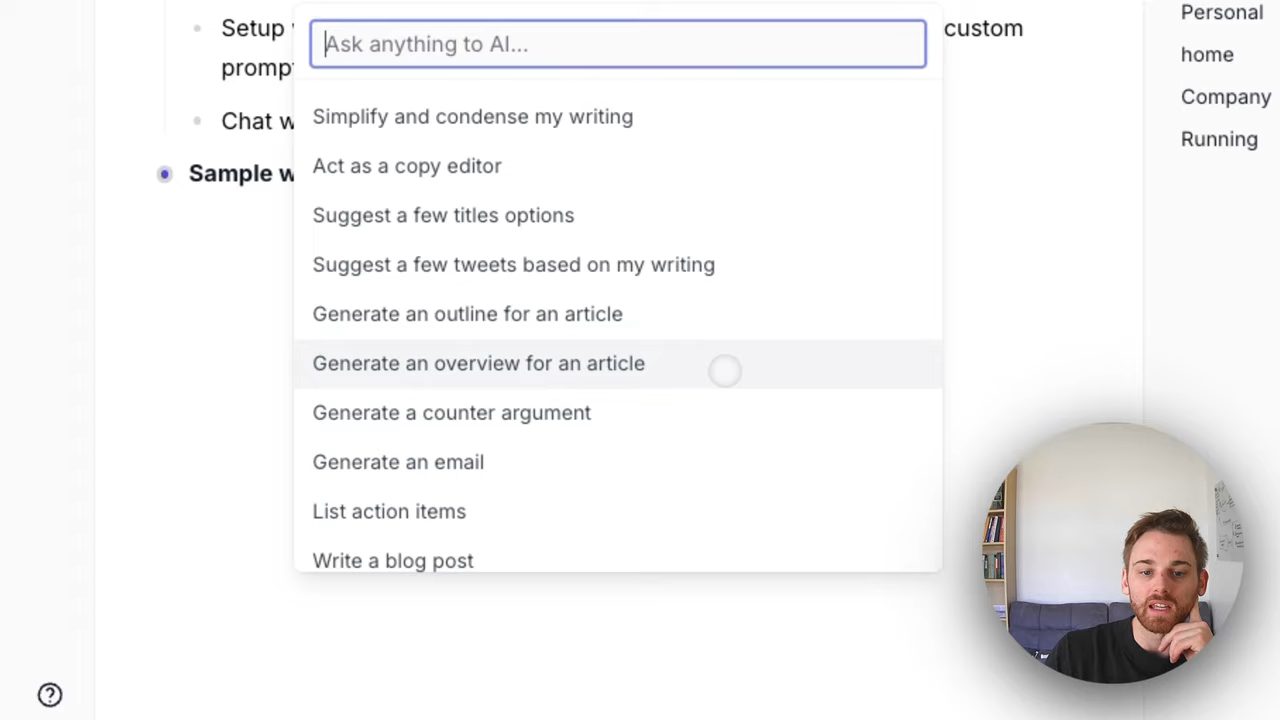 Setup
custom
prompt
Chat w
Sample w
Ask anything to AI...
Simplify and condense my writing
Act as a copy editor
Suggest a few titles options
Suggest a few tweets based on my writing
Generate an outline for an article
Generate an overview for an article
Generate a counter argument
Generate an email
List action items
Write a blog post
Personal
home
Company
Running
?